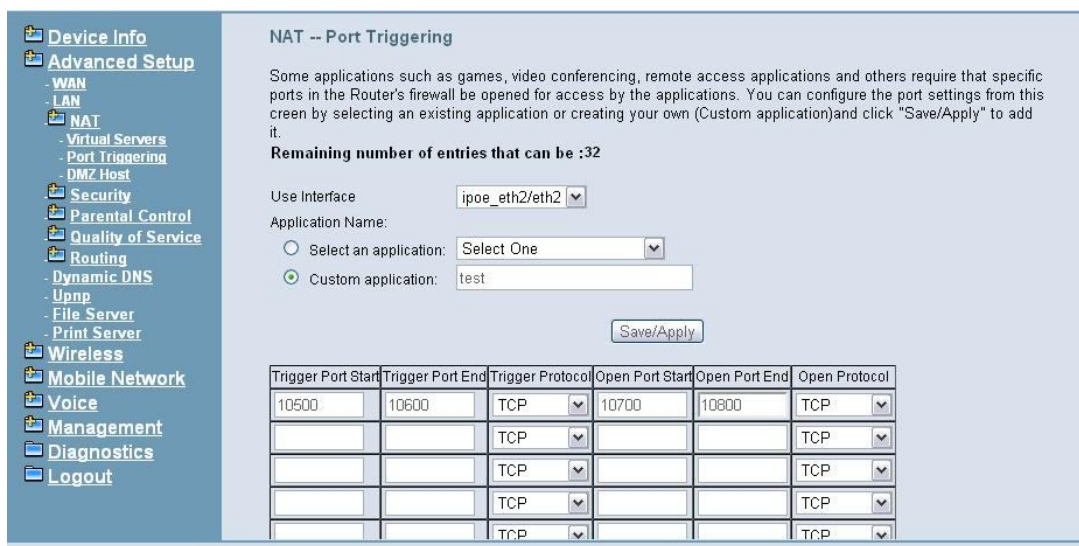 Device Info
Advanced Setup
- WAN
- LAN
NAT
- Virtual Servers
- Port Triggering
- DMZ Host
Security
Parental Control
Quality of Service
Routing
- Dynamic DNS
- Upnp
- File Server
- Print Server
Wireless
Mobile Network
Voice
Management
Diagnostics
Logout
NAT -- Port Triggering
Some applications such as games, video conferencing, remote access applications and others require that specific
ports in the Router's firewall be opened for access by the applications. You can configure the port settings from this
creen by selecting an existing application or creating your own (Custom application)and click "Save/Apply" to add
it.
Remaining number of entries that can be :32
Use Interface ipoe_eth2/eth2
Application Name:
Select an application: Select One
Custom application: test
Save/Apply
Trigger Port Start Trigger Port End Trigger Protocol Open Port Start Open Port End Open Protocol
10500 10600 TCP 10700 10800 TCP
TCP TCP
TCP TCP
TCP TCP
TCP TCP